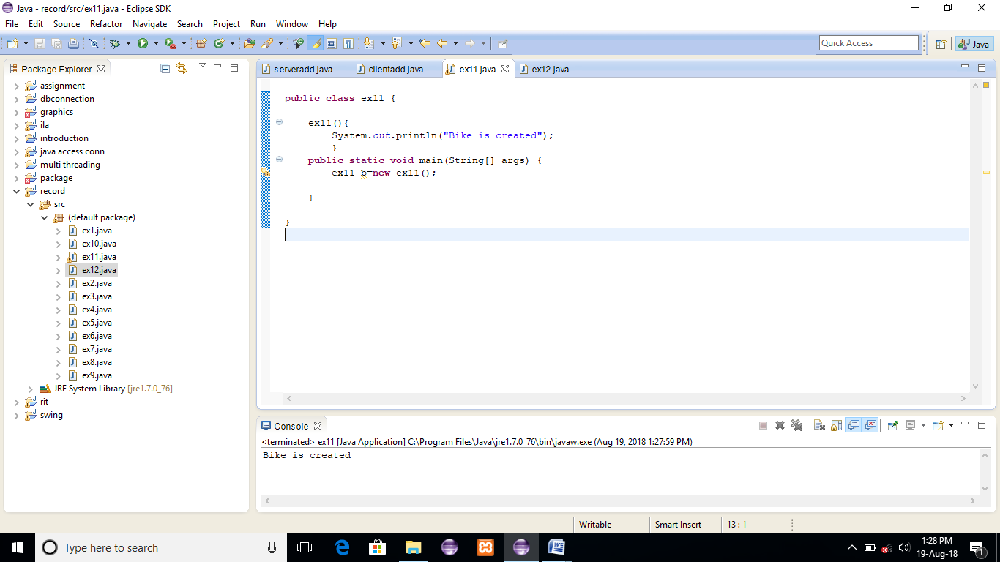 Java - record/src/ex11.java - Eclipse SDK
File Edit Source Refactor Navigate Search Project Run Window Help
Quick Access
Java
Package Explorer
assignment
dbconnection
graphics
ila
introduction
java access conn
multi threading
package
record
src
(default package)
ex1.java
ex10.java
ex11.java
ex12.java
ex2.java
ex3.java
ex4.java
ex5.java
ex6.java
ex7.java
ex8.java
ex9.java
JRE System Library [jre1.7.0_76]
rit
swing
serveradd.java clientadd.java ex11.java ex12.java
public class ex11 {
ex11(){
System.out.println("Bike is created");
}
public static void main(String[] args) {
ex11 b=new ex11();
}
}
Console
<terminated> ex11 [Java Application] C:\Program Files\Java\jre1.7.0_76\bin\javaw.exe (Aug 19, 2018 1:27:59 PM)
Bike is created
Writable Smart Insert 13 : 1
Type here to search
1:28 PM
19-Aug-18
1